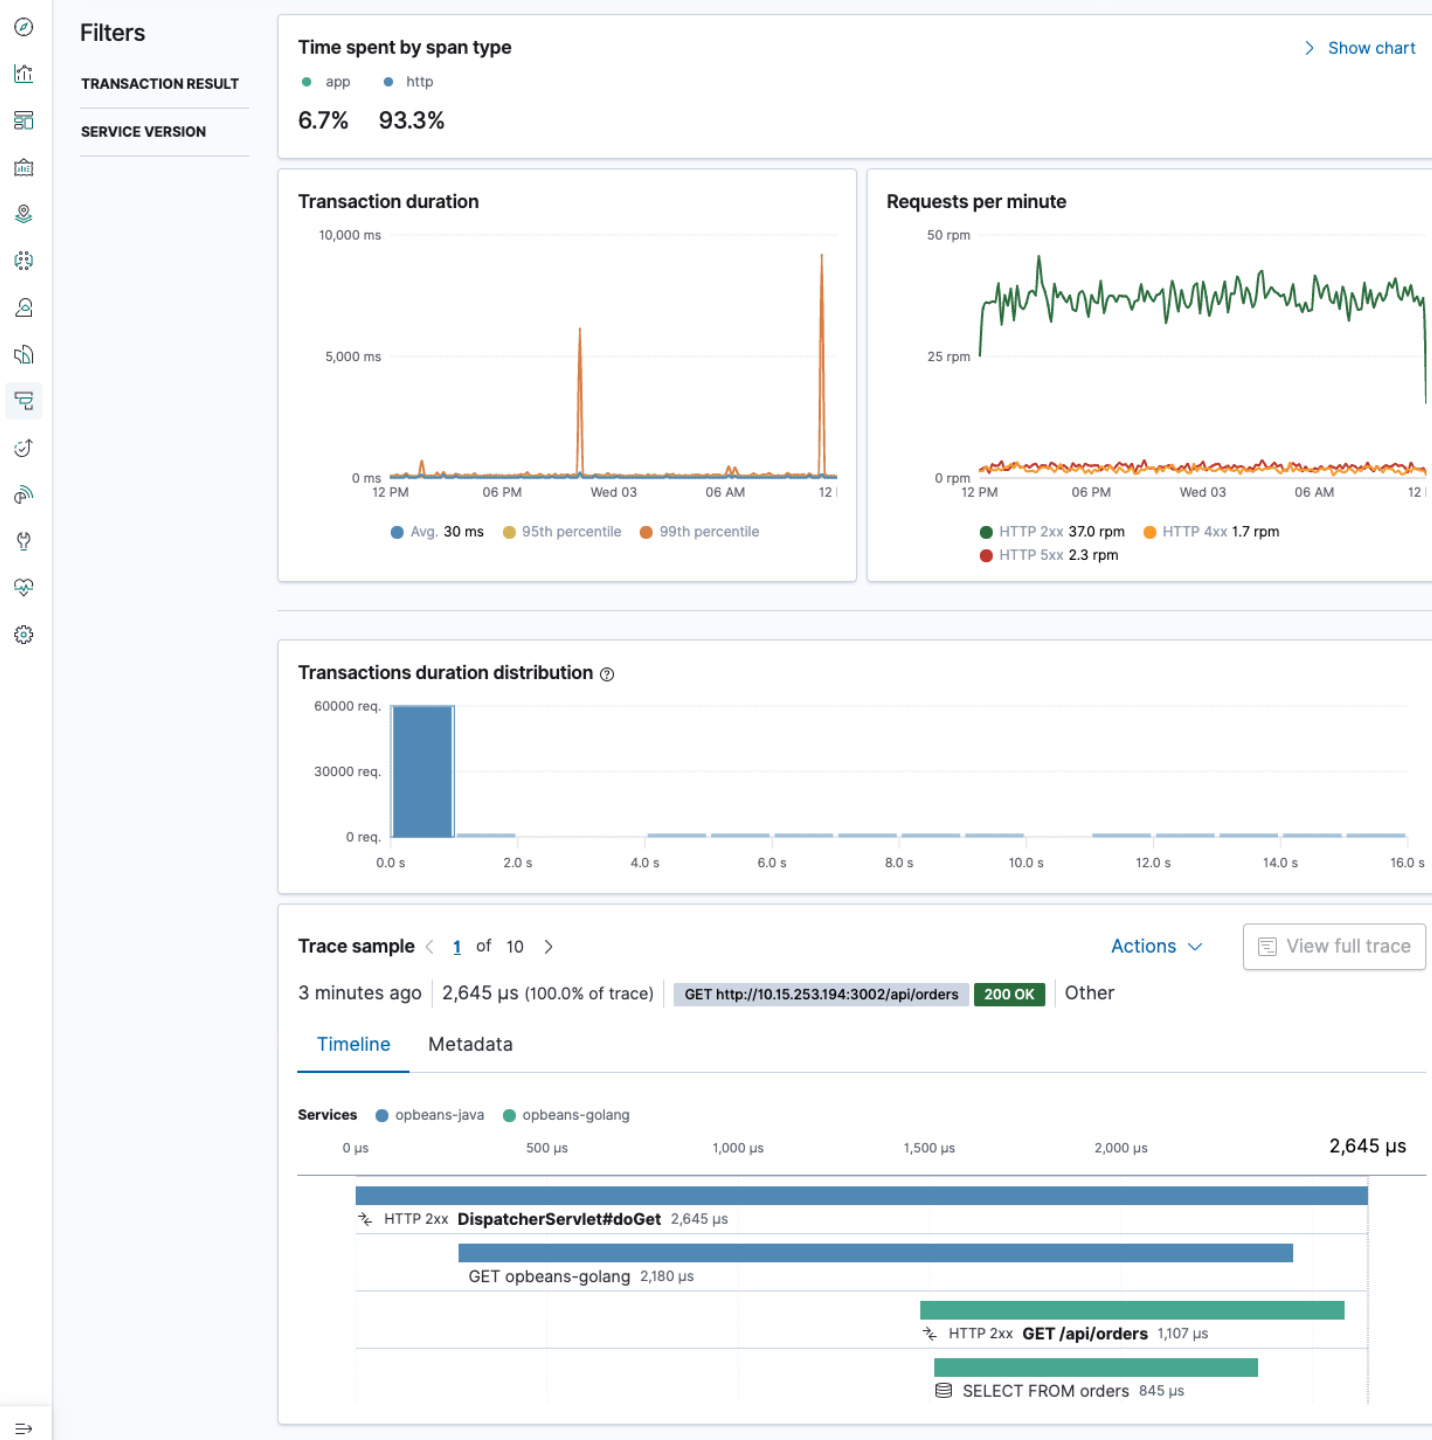 Filters
TRANSACTION RESULT
SERVICE VERSION
Time spent by span type
Show chart
app http
6.7% 93.3%
Transaction duration
10,000 ms
5,000 ms
0 ms
12 PM 06 PM Wed 03 06 AM 12
Avg. 30 ms 95th percentile 99th percentile
Requests per minute
50 rpm
25 rpm
0 rpm
12 PM 06 PM Wed 03 06 AM 12
HTTP 2xx 37.0 rpm HTTP 4xx 1.7 rpm
HTTP 5xx 2.3 rpm
Transactions duration distribution
60000 req.
30000 req.
0 req.
0.0 s 2.0 s 4.0 s 6.0 s 8.0 s 10.0 s 12.0 s 14.0 s 16.0 s
Trace sample 1 of 10 Actions View full trace
3 minutes ago 2,645 µs (100.0% of trace) GET http://10.15.253.194:3002/api/orders 200 OK Other
Timeline Metadata
Services opbeans-java opbeans-golang
0 µs 500 µs 1,000 µs 1,500 µs 2,000 µs 2,645 µs
HTTP 2xx DispatcherServlet#doGet 2,645 µs
GET opbeans-golang 2,180 µs
HTTP 2xx GET /api/orders 1,107 µs
SELECT FROM orders 845 µs